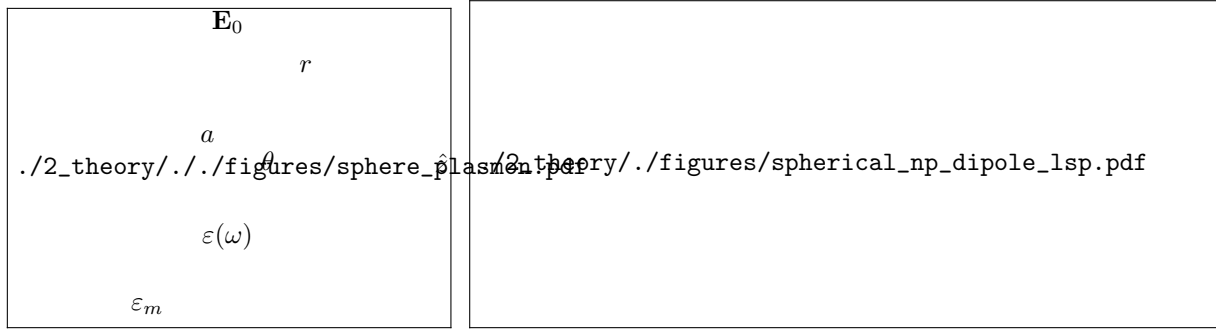 E₀
r
a
θ
./2_theory/././figures/sphere_plasmon.pdf
ẑ
./2_theory/./figures/spherical_np_dipole_lsp.pdf
ε(ω)
εₘ